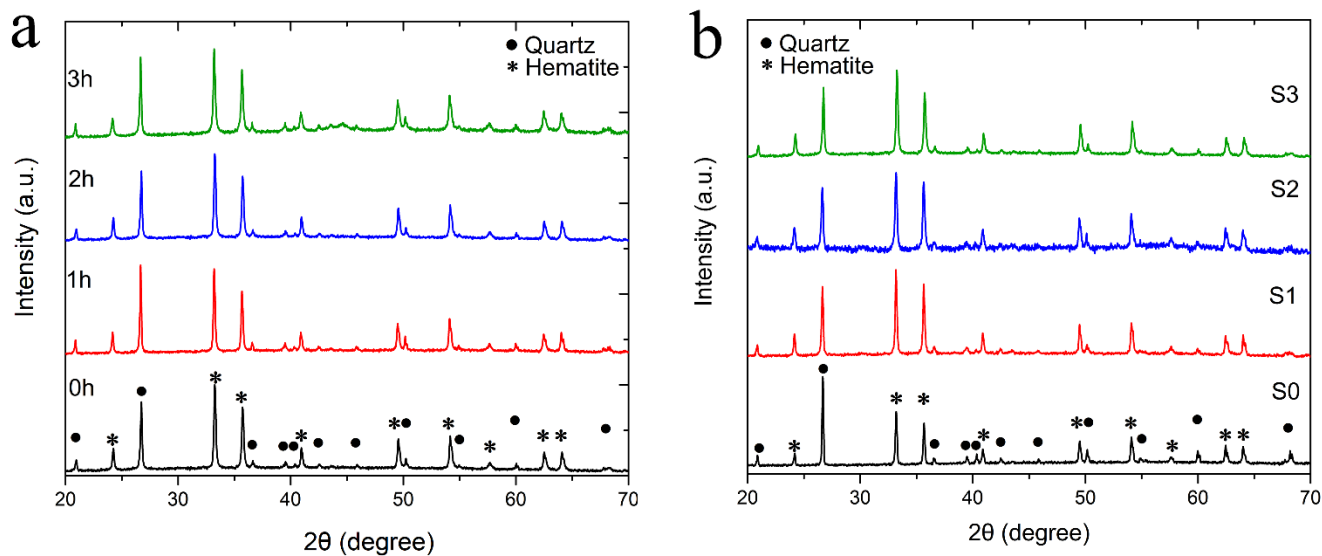 a
● Quartz
* Hematite
3h
2h
1h
0h
Intensity (a.u.)
20 30 40 50 60 70
2θ (degree)
b
● Quartz
* Hematite
S3
S2
S1
S0
Intensity (a.u.)
20 30 40 50 60 70
2θ (degree)